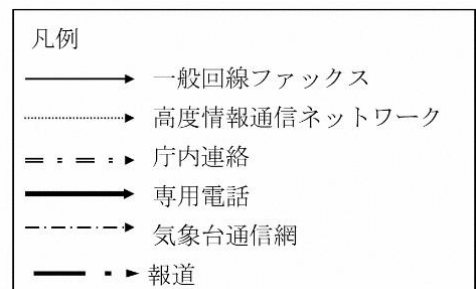 凡例
一般回線ファックス
高度情報通信ネットワーク
庁内連絡
専用電話
気象台通信網
報道